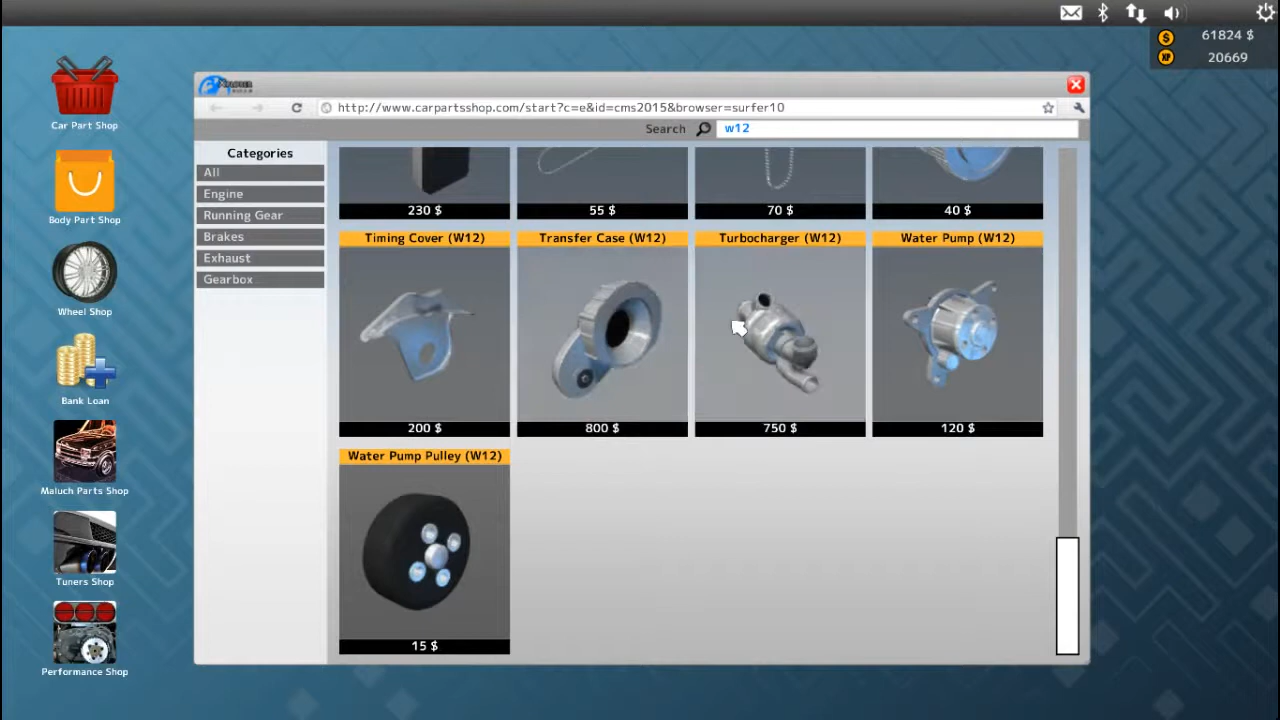 61824 $
20669
http://www.carpartsshop.com/start?c=e&id=cms2015&browser=surfer10
Search
w12
Categories
All
Engine
Running Gear
Brakes
Exhaust
Gearbox
230 $
55 $
70 $
40 $
Timing Cover (W12)
Transfer Case (W12)
Turbocharger (W12)
Water Pump (W12)
200 $
800 $
750 $
120 $
Water Pump Pulley (W12)
15 $
Car Part Shop
Body Part Shop
Wheel Shop
Bank Loan
Maluch Parts Shop
Tuners Shop
Performance Shop